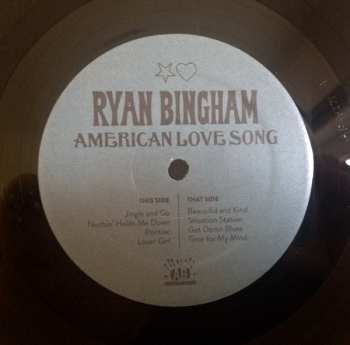 RYAN BINGHAM
AMERICAN LOVE SONG
THIS SIDE
Jingle and Go
Nothin' Holds Me Down
Pontiac
Lover Girl
THAT SIDE
Beautiful and Kind
Situation Station
Got Damn Blues
Time for My Mind